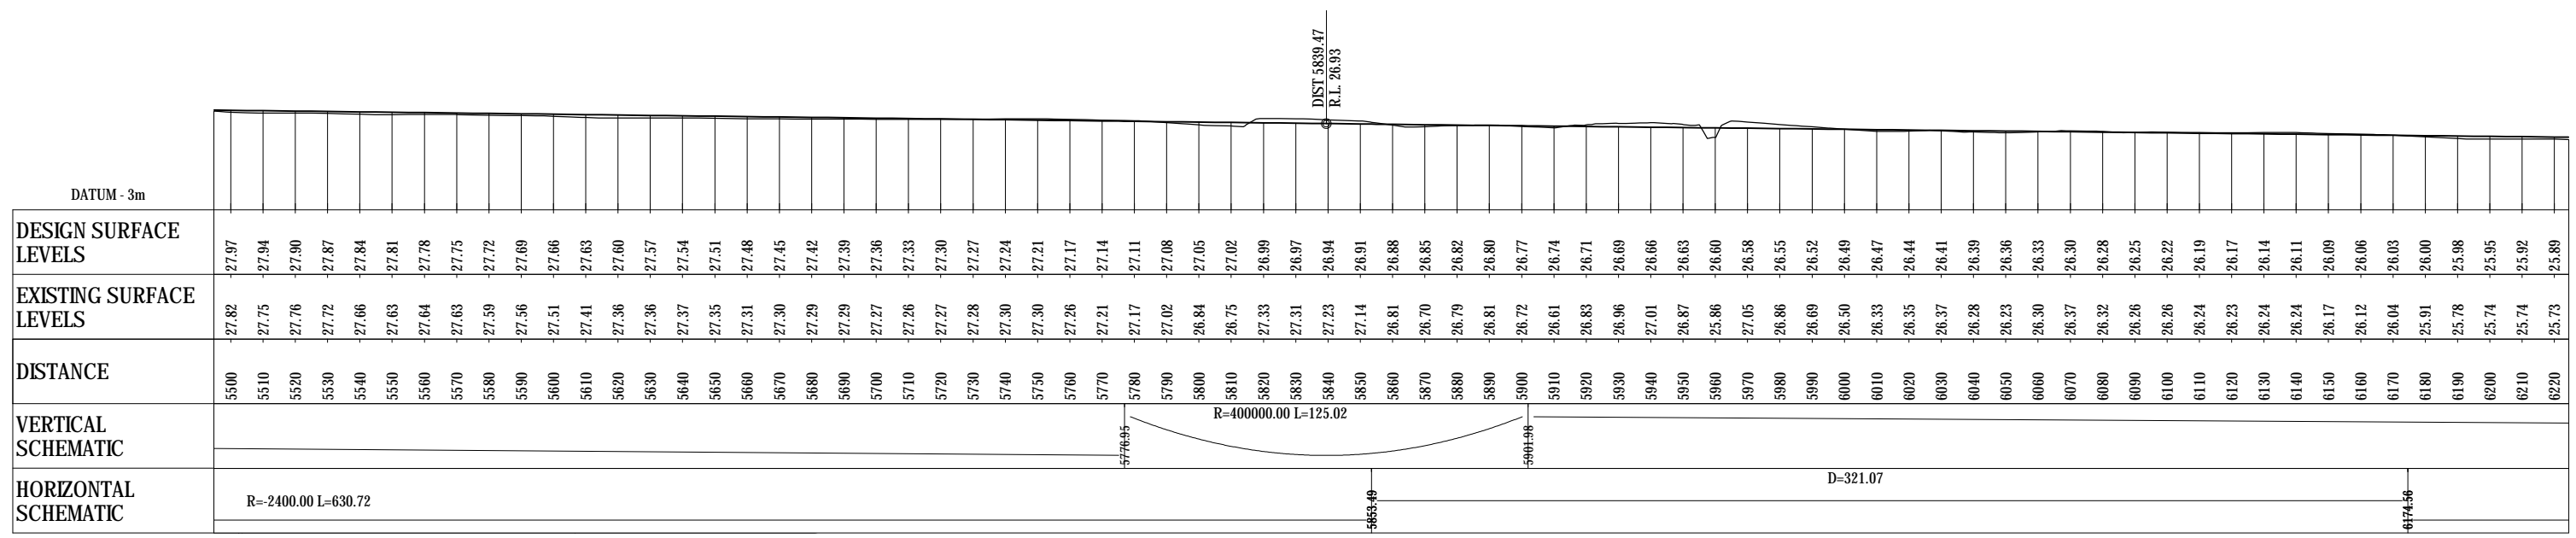 DIST 5839.47
R.L. 26.93
DATUM - 3m
DESIGN SURFACE
LEVELS
27.97 27.94 27.90 27.87 27.84 27.81 27.78 27.75 27.72 27.69 27.66 27.63 27.60 27.57 27.54 27.51 27.48 27.45 27.42 27.39 27.36 27.33 27.30 27.27 27.24 27.21 27.17 27.14 27.11 27.08 27.05 27.02 26.99 26.97 26.94 26.91 26.88 26.85 26.82 26.80 26.77 26.74 26.71 26.69 26.66 26.63 26.60 26.58 26.55 26.52 26.49 26.47 26.44 26.41 26.39 26.36 26.33 26.30 26.28 26.25 26.22 26.19 26.17 26.14 26.11 26.09 26.06 26.03 26.00 25.98 25.95 25.92 25.89
EXISTING SURFACE
LEVELS
27.82 27.75 27.76 27.72 27.66 27.63 27.64 27.63 27.59 27.56 27.51 27.41 27.36 27.36 27.37 27.35 27.31 27.30 27.29 27.29 27.27 27.26 27.27 27.28 27.30 27.30 27.26 27.21 27.17 27.02 26.84 26.75 27.33 27.31 27.23 27.14 26.81 26.70 26.79 26.81 26.72 26.61 26.83 26.96 27.01 26.87 25.86 27.05 26.86 26.69 26.50 26.33 26.35 26.37 26.28 26.23 26.30 26.37 26.32 26.26 26.26 26.24 26.23 26.24 26.24 26.17 26.12 26.04 25.91 25.78 25.74 25.74 25.73
DISTANCE
5500 5510 5520 5530 5540 5550 5560 5570 5580 5590 5600 5610 5620 5630 5640 5650 5660 5670 5680 5690 5700 5710 5720 5730 5740 5750 5760 5770 5780 5790 5800 5810 5820 5830 5840 5850 5860 5870 5880 5890 5900 5910 5920 5930 5940 5950 5960 5970 5980 5990 6000 6010 6020 6030 6040 6050 6060 6070 6080 6090 6100 6110 6120 6130 6140 6150 6160 6170 6180 6190 6200 6210 6220
VERTICAL
SCHEMATIC
5776.95
R=400000.00 L=125.02
5901.98
HORIZONTAL
SCHEMATIC
R=-2400.00 L=630.72
5853.49
D=321.07
6174.56